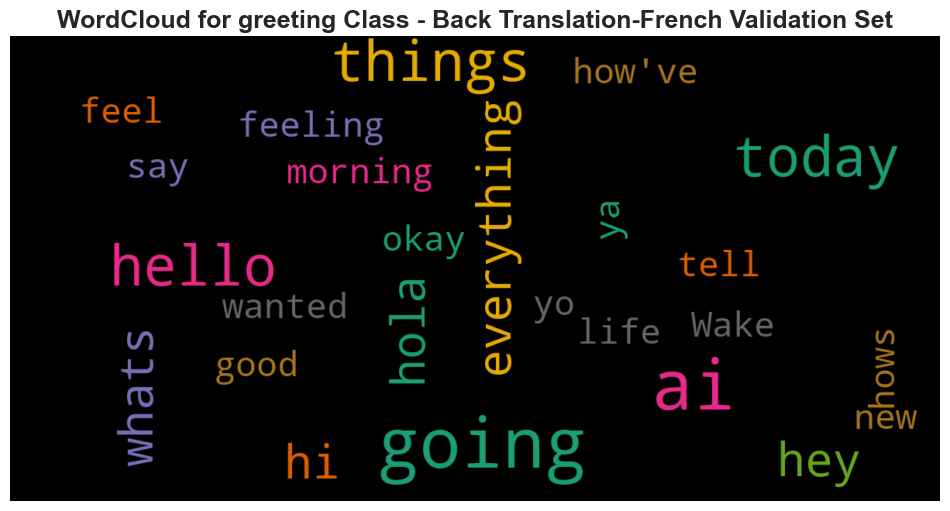 WordCloud for greeting Class - Back Translation-French Validation Set
things
how've
feel
feeling
everything
today
say
morning
ya
okay
hello
tell
hola
wanted
yo
life
Wake
whats
good
ai
hows
new
going
hi
hey